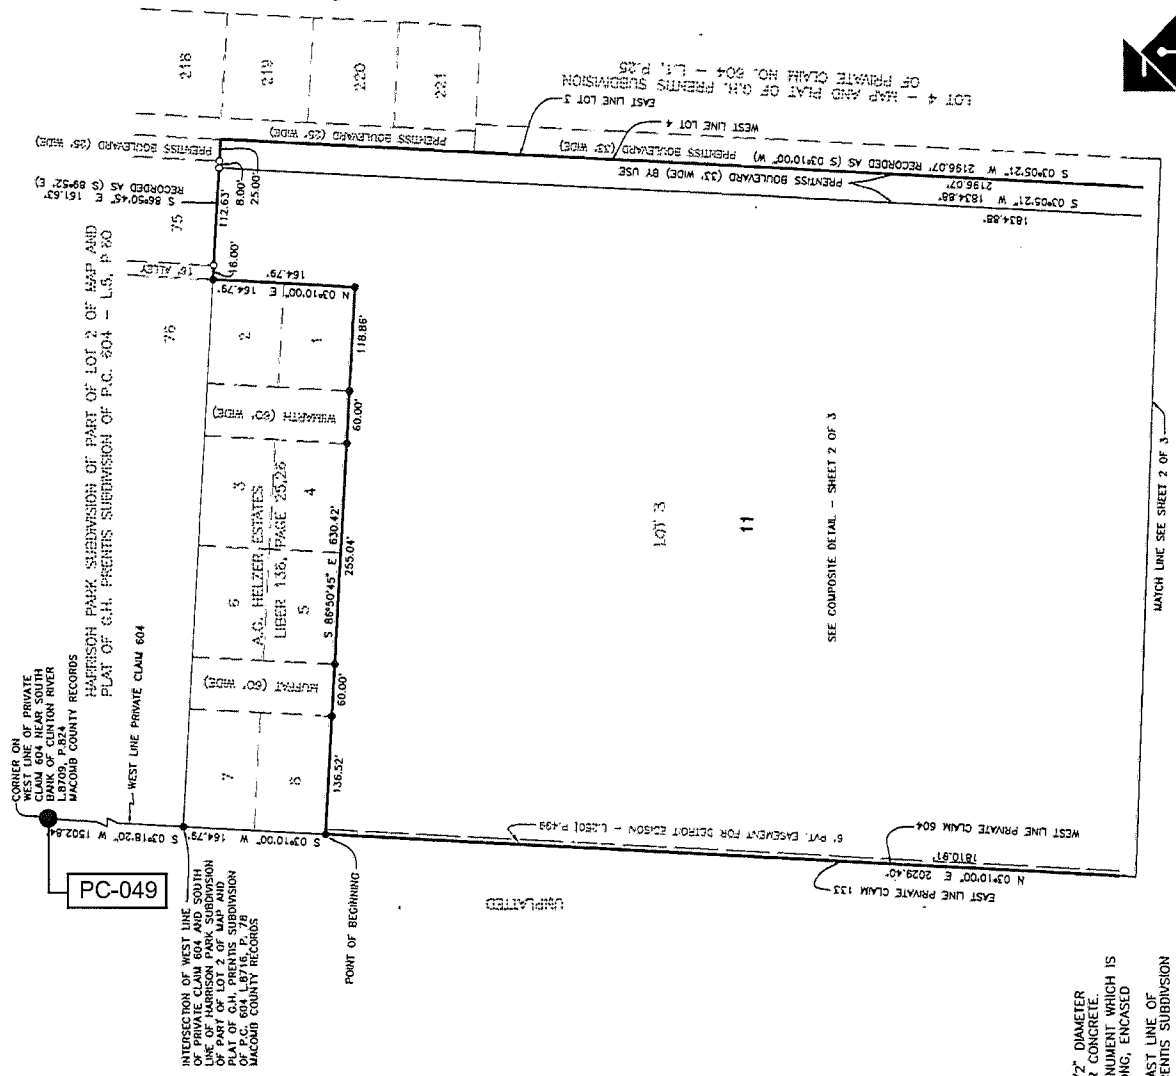 218
219
220
221
LOT 4 - MAP AND PLAT OF G.H. PRENTIS SUBDIVISION
OF PRIVATE CLAIM NO. 604 - L.1, P.25
EAST LINE LOT 3
WEST LINE LOT 4
PRENTISS BOULEVARD (25' WIDE)
PRENTISS BOULEVARD (25' WIDE)
PRENTISS BOULEVARD (33' WIDE)
S 03°05'21" W 2196.07' RECORDED AS (S 03°10'00" W)
2196.07'
PRENTISS BOULEVARD (33' WIDE) BY USE
S 03°05'21" W 1834.88'
1834.88'
S 86°50'45" E 161.63'
RECORDED AS (S 89°52' E)
112.63'
8.00'
25.00'
16.00'
75
16' ALLEY
76
HARRISON PARK SUBDIVISION OF PART OF LOT 2 OF MAP AND
PLAT OF G.H. PRENTIS SUBDIVISION OF P.C. 604 - L.5, P.60
164.79'
N 03°10'00" E 164.79'
2
1
118.86'
WIEMARTH (60' WIDE)
60.00'
3
4
A.G. HELZER ESTATES
LIBER 136, PAGE 25,26
S 86°50'45" E 630.42'
255.04'
6
5
MUFFAT (60' WIDE)
60.00'
7
8
136.52'
LOT 3
11
SEE COMPOSITE DETAIL - SHEET 2 OF 3
MATCH LINE SEE SHEET 2 OF 3
CORNER ON
WEST LINE OF PRIVATE
CLAIM 604 NEAR SOUTH
BANK OF CLINTON RIVER
L.8709, P.824
MACOMB COUNTY RECORDS
WEST LINE PRIVATE CLAIM 604
S 03°18'20" W 1502.84'
S 03°10'00" W 164.79'
PC-049
INTERSECTION OF WEST LINE
OF PRIVATE CLAIM 604 AND SOUTH
LINE OF HARRISON PARK SUBDIVISION
OF PART OF LOT 2 OF MAP AND
PLAT OF G.H. PRENTIS SUBDIVISION
OF P.C. 604 L.8716, P. 78
MACOMB COUNTY RECORDS
POINT OF BEGINNING
6' PVT. EASEMENT FOR DETROIT EDISON - L.2501 P.499
WEST LINE PRIVATE CLAIM 604
1810.91'
N 03°10'00" E 2029.40'
EAST LINE PRIVATE CLAIM 133
UNPLATTED
/2" DIAMETER
R CONCRETE.
NUMENT WHICH IS
ONG, ENCASED
AST LINE OF
RENTIS SUBDIVISION